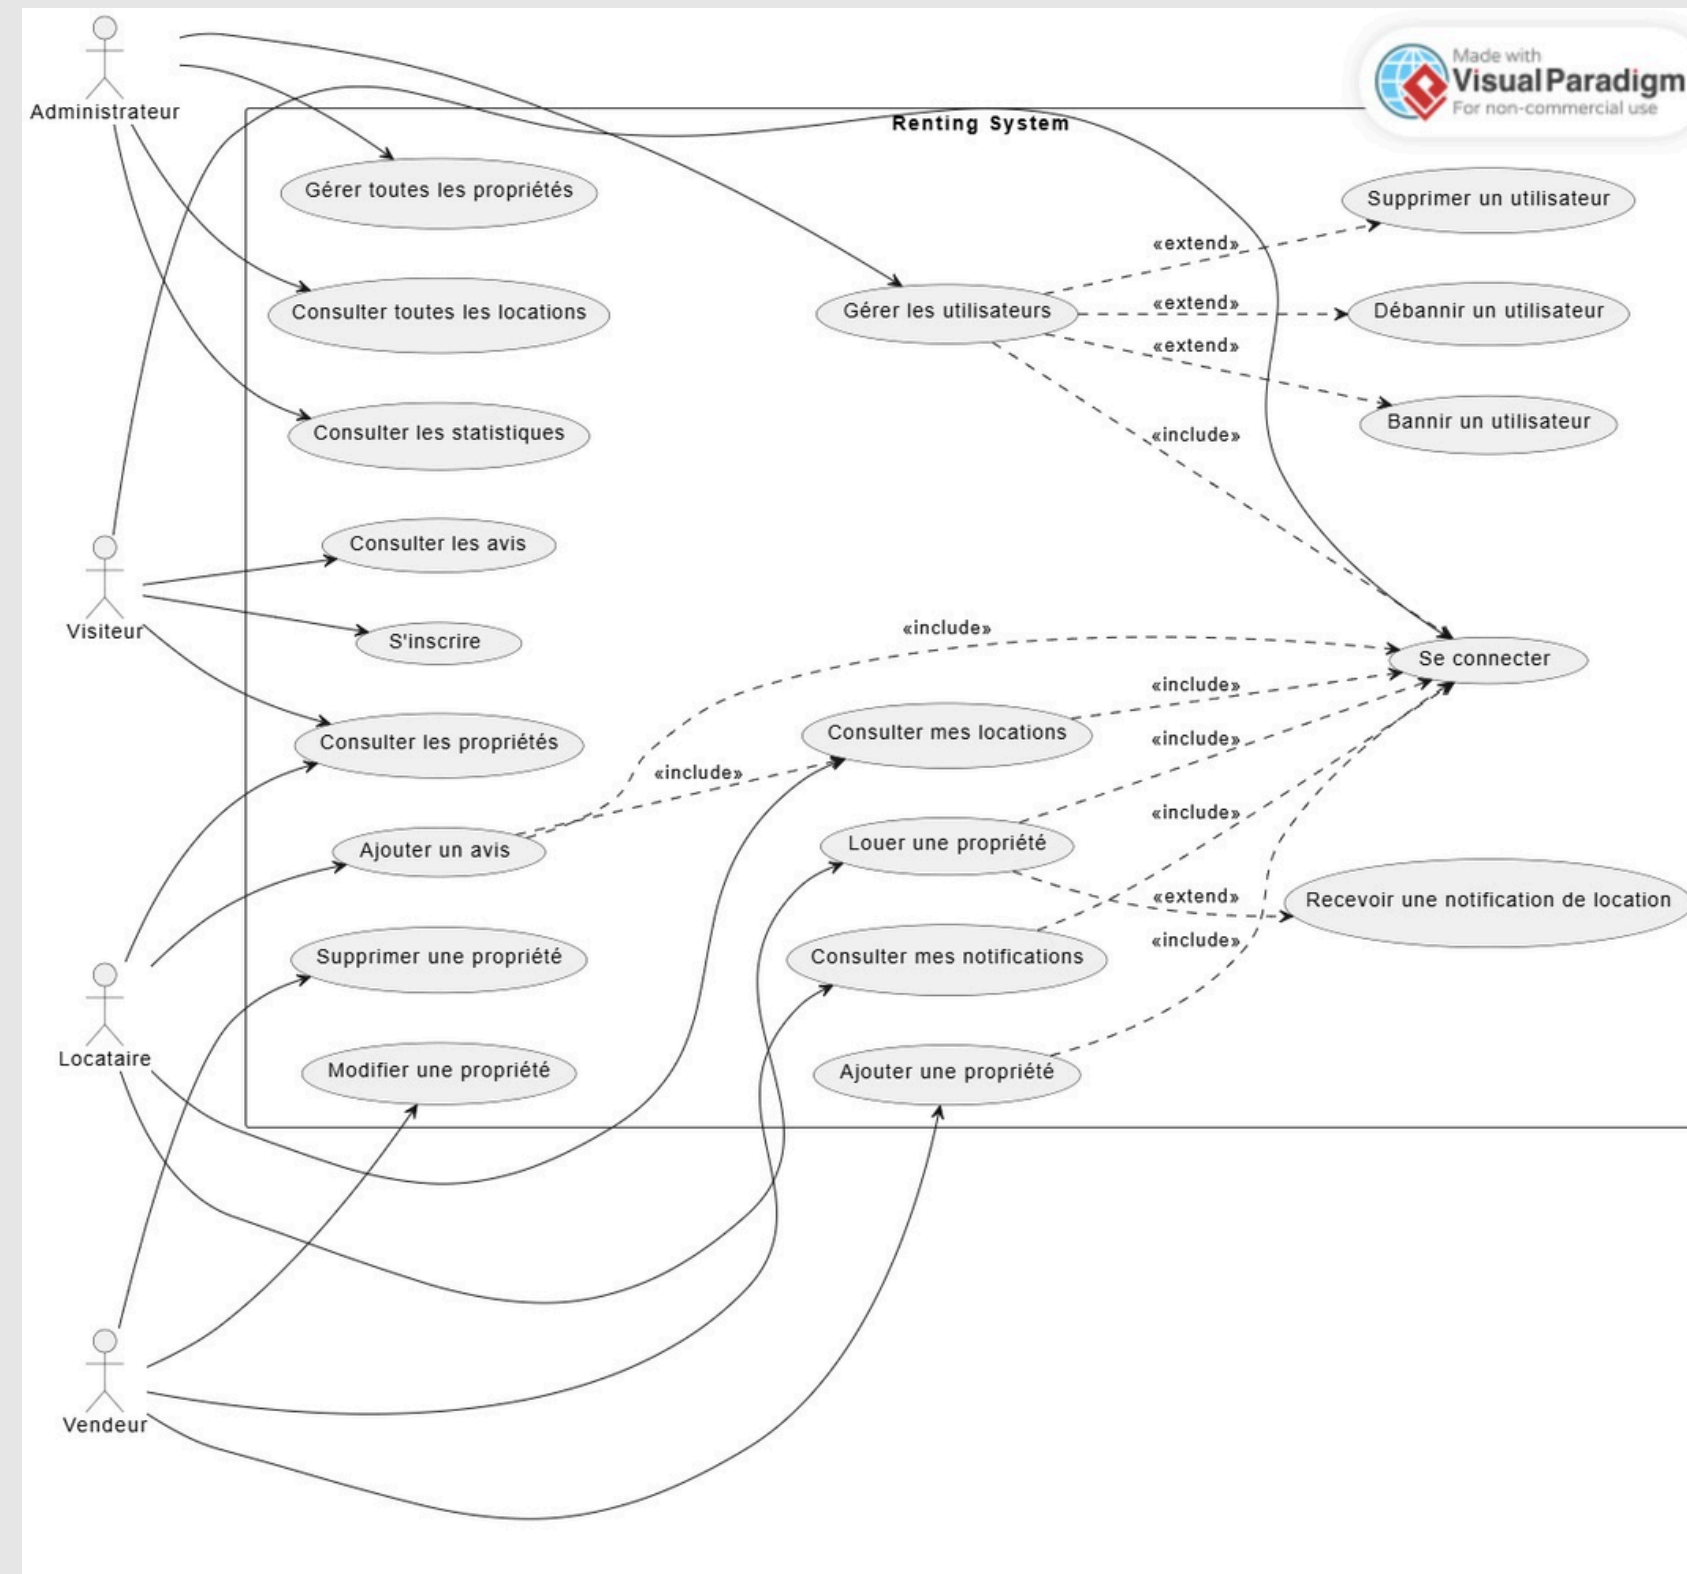 Made with
Visual Paradigm
For non-commercial use
Administrateur
Renting System
Gérer toutes les propriétés
Supprimer un utilisateur
«extend»
Consulter toutes les locations
Gérer les utilisateurs
«extend»
Débannir un utilisateur
«extend»
Consulter les statistiques
«include»
Bannir un utilisateur
Consulter les avis
Visiteur
S'inscrire
«include»
Se connecter
«include»
Consulter les propriétés
Consulter mes locations
«include»
«include»
«include»
Ajouter un avis
Louer une propriété
«extend»
Recevoir une notification de location
«include»
Supprimer une propriété
Consulter mes notifications
Locataire
Modifier une propriété
Ajouter une propriété
Vendeur